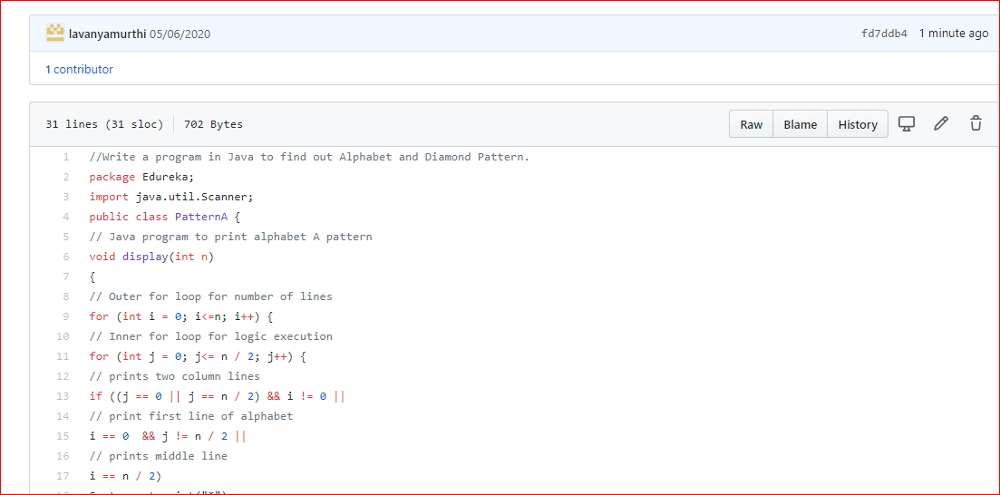 lavanyamurthi 05/06/2020 fd7ddb4 1 minute ago
1 contributor
31 lines (31 sloc) 702 Bytes Raw Blame History
1 //Write a program in Java to find out Alphabet and Diamond Pattern.
2 package Edureka;
3 import java.util.Scanner;
4 public class PatternA {
5 // Java program to print alphabet A pattern
6 void display(int n)
7 {
8 // Outer for loop for number of lines
9 for (int i = 0; i<=n; i++) {
10 // Inner for loop for logic execution
11 for (int j = 0; j<= n / 2; j++) {
12 // prints two column lines
13 if ((j == 0 || j == n / 2) && i != 0 ||
14 // print first line of alphabet
15 i == 0  && j != n / 2 ||
16 // prints middle line
17 i == n / 2)